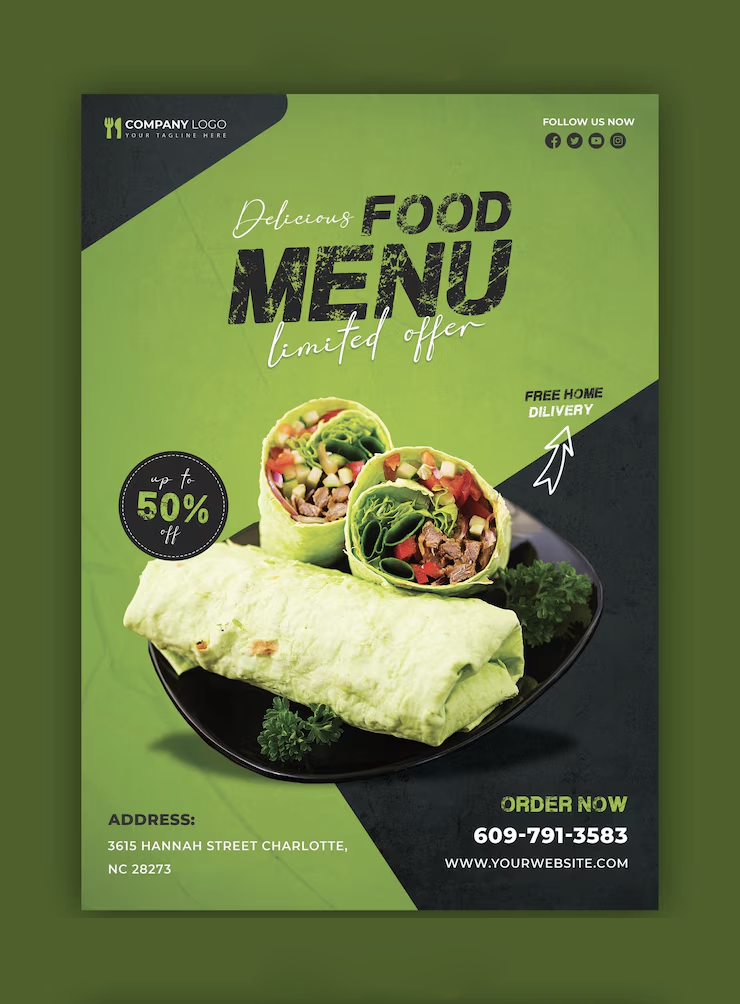 COMPANY LOGO
YOUR TAGLINE HERE
FOLLOW US NOW
Delicious FOOD
MENU
limited offer
FREE HOME
DILIVERY
up to
50%
off
ADDRESS:
3615 HANNAH STREET CHARLOTTE,
NC 28273
ORDER NOW
609-791-3583
WWW.YOURWEBSITE.COM